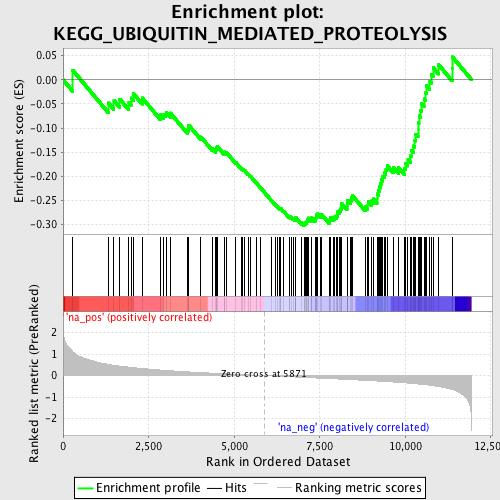 Enrichment plot:
KEGG_UBIQUITIN_MEDIATED_PROTEOLYSIS
Enrichment score (ES)
0.05
0.00
-0.05
-0.10
-0.15
-0.20
-0.25
-0.30
'na_pos' (positively correlated)
Ranked list metric (PreRanked)
2
1
0
-1
-2
Zero cross at 5871
'na_neg' (negatively correlated)
0
2,500
5,000
7,500
10,000
12,500
Rank in Ordered Dataset
Enrichment profile
Hits
Ranking metric scores